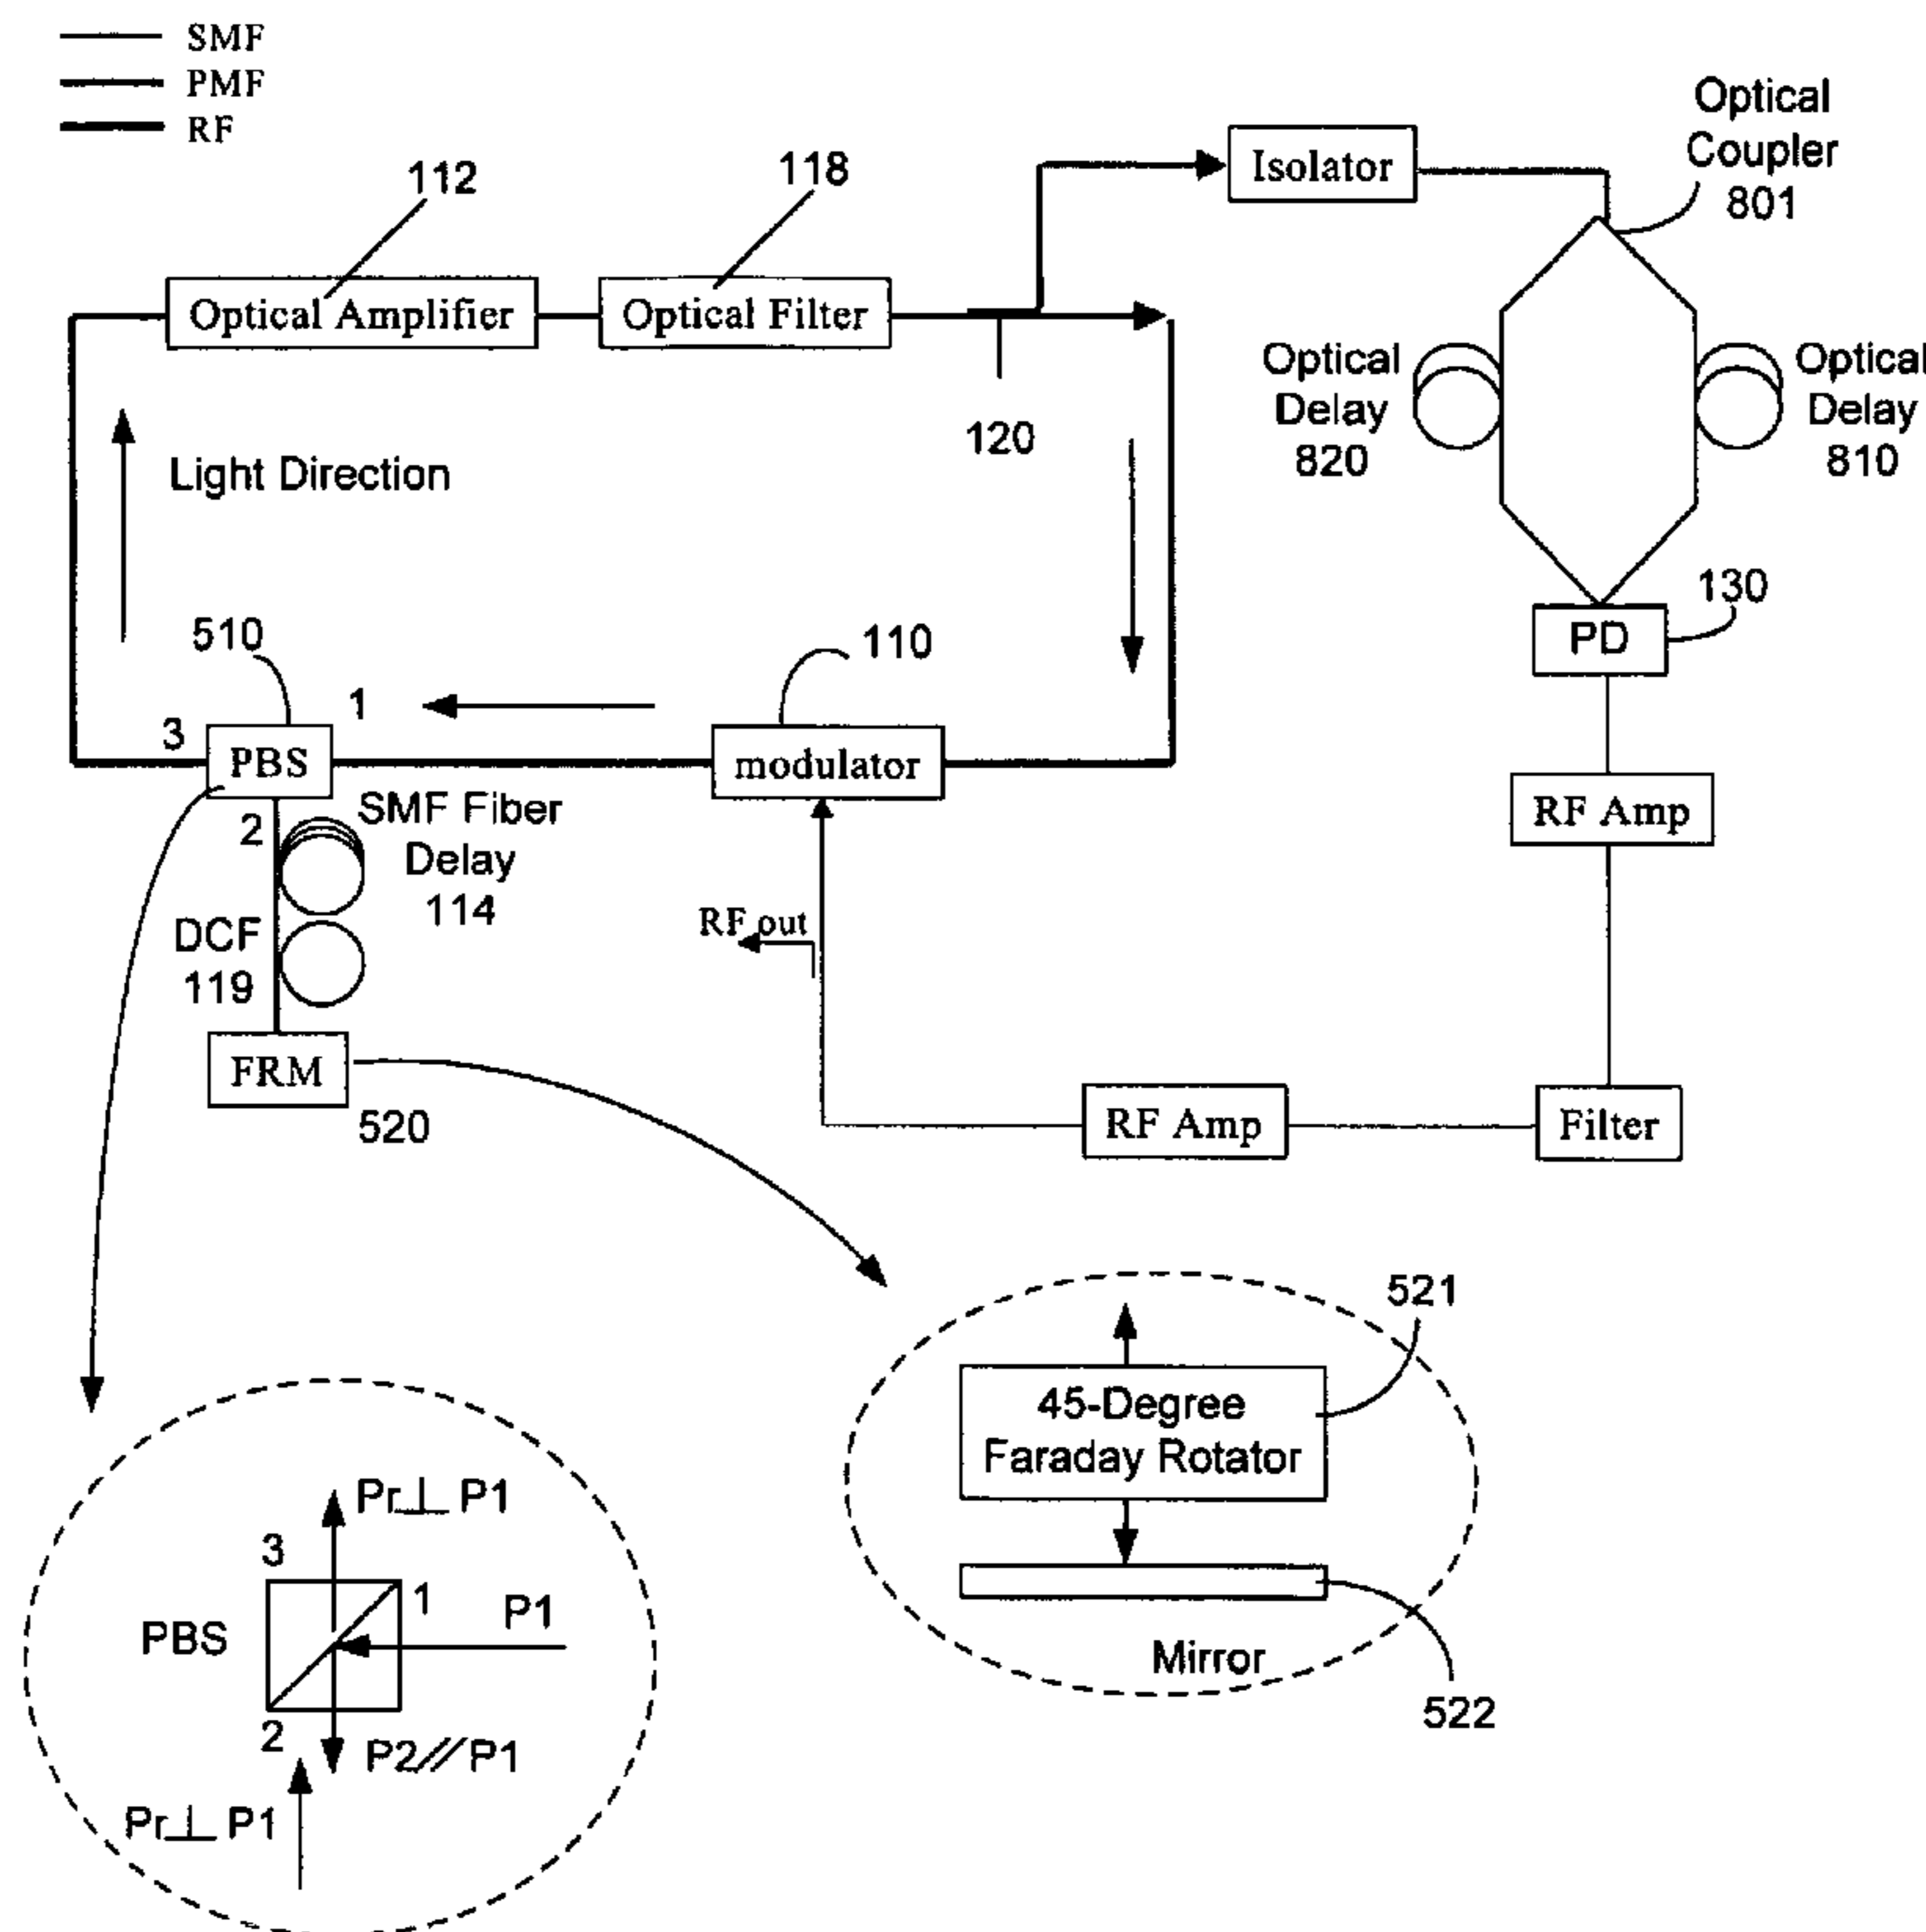 SMF
PMF
RF
112
118
Isolator
Optical
Coupler
801
Optical Amplifier
Optical Filter
120
Optical
Delay
820
Optical
Delay
810
Light Direction
510
1
3
PBS
2
110
modulator
130
PD
SMF Fiber
Delay
114
DCF
119
RF out
RF Amp
FRM
520
RF Amp
Filter
521
45-Degree
Faraday Rotator
Mirror
522
Pr⊥ P1
3
1
P1
PBS
2
P2//P1
Pr⊥ P1